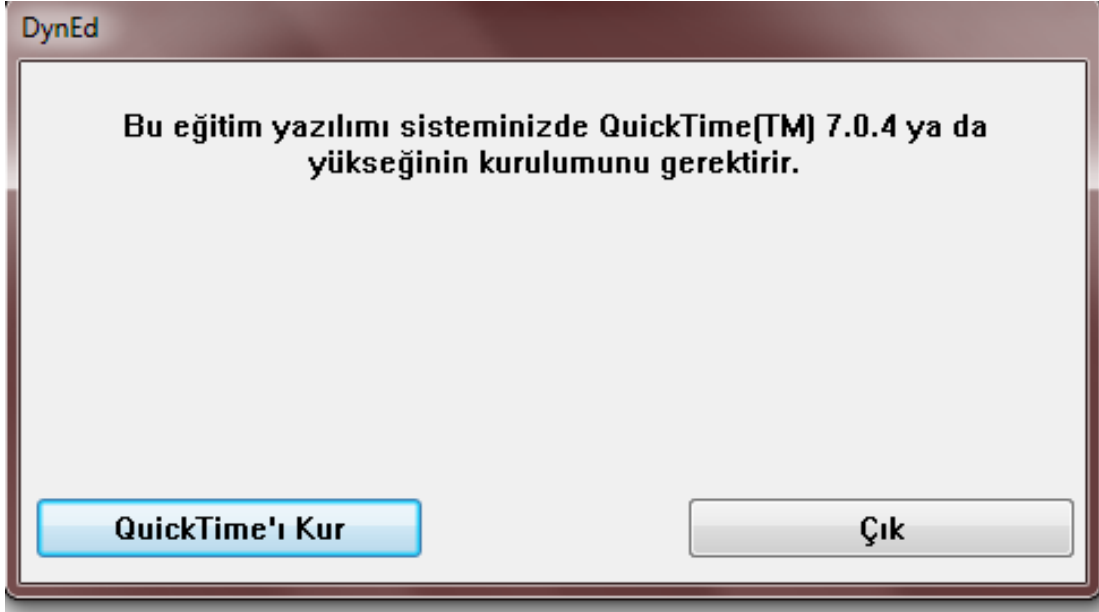 DynEd
Bu eğitim yazılımı sisteminizde QuickTime(TM) 7.0.4 ya da
yükseğinin kurulumunu gerektirir.
QuickTime'ı Kur
Çık